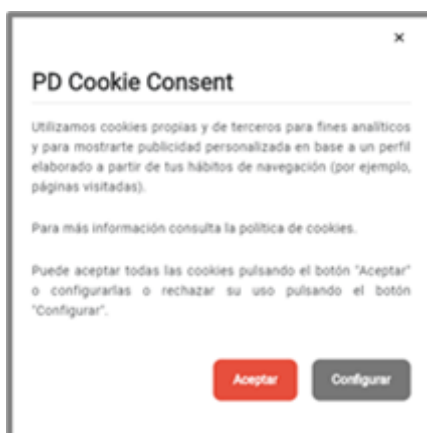 ×
PD Cookie Consent
Utilizamos cookies propias y de terceros para fines analíticos
y para mostrarte publicidad personalizada en base a un perfil
elaborado a partir de tus hábitos de navegación (por ejemplo,
páginas visitadas).
Para más información consulta la política de cookies.
Puede aceptar todas las cookies pulsando el botón "Aceptar"
o configurarlas o rechazar su uso pulsando el botón
"Configurar".
Aceptar Configurar